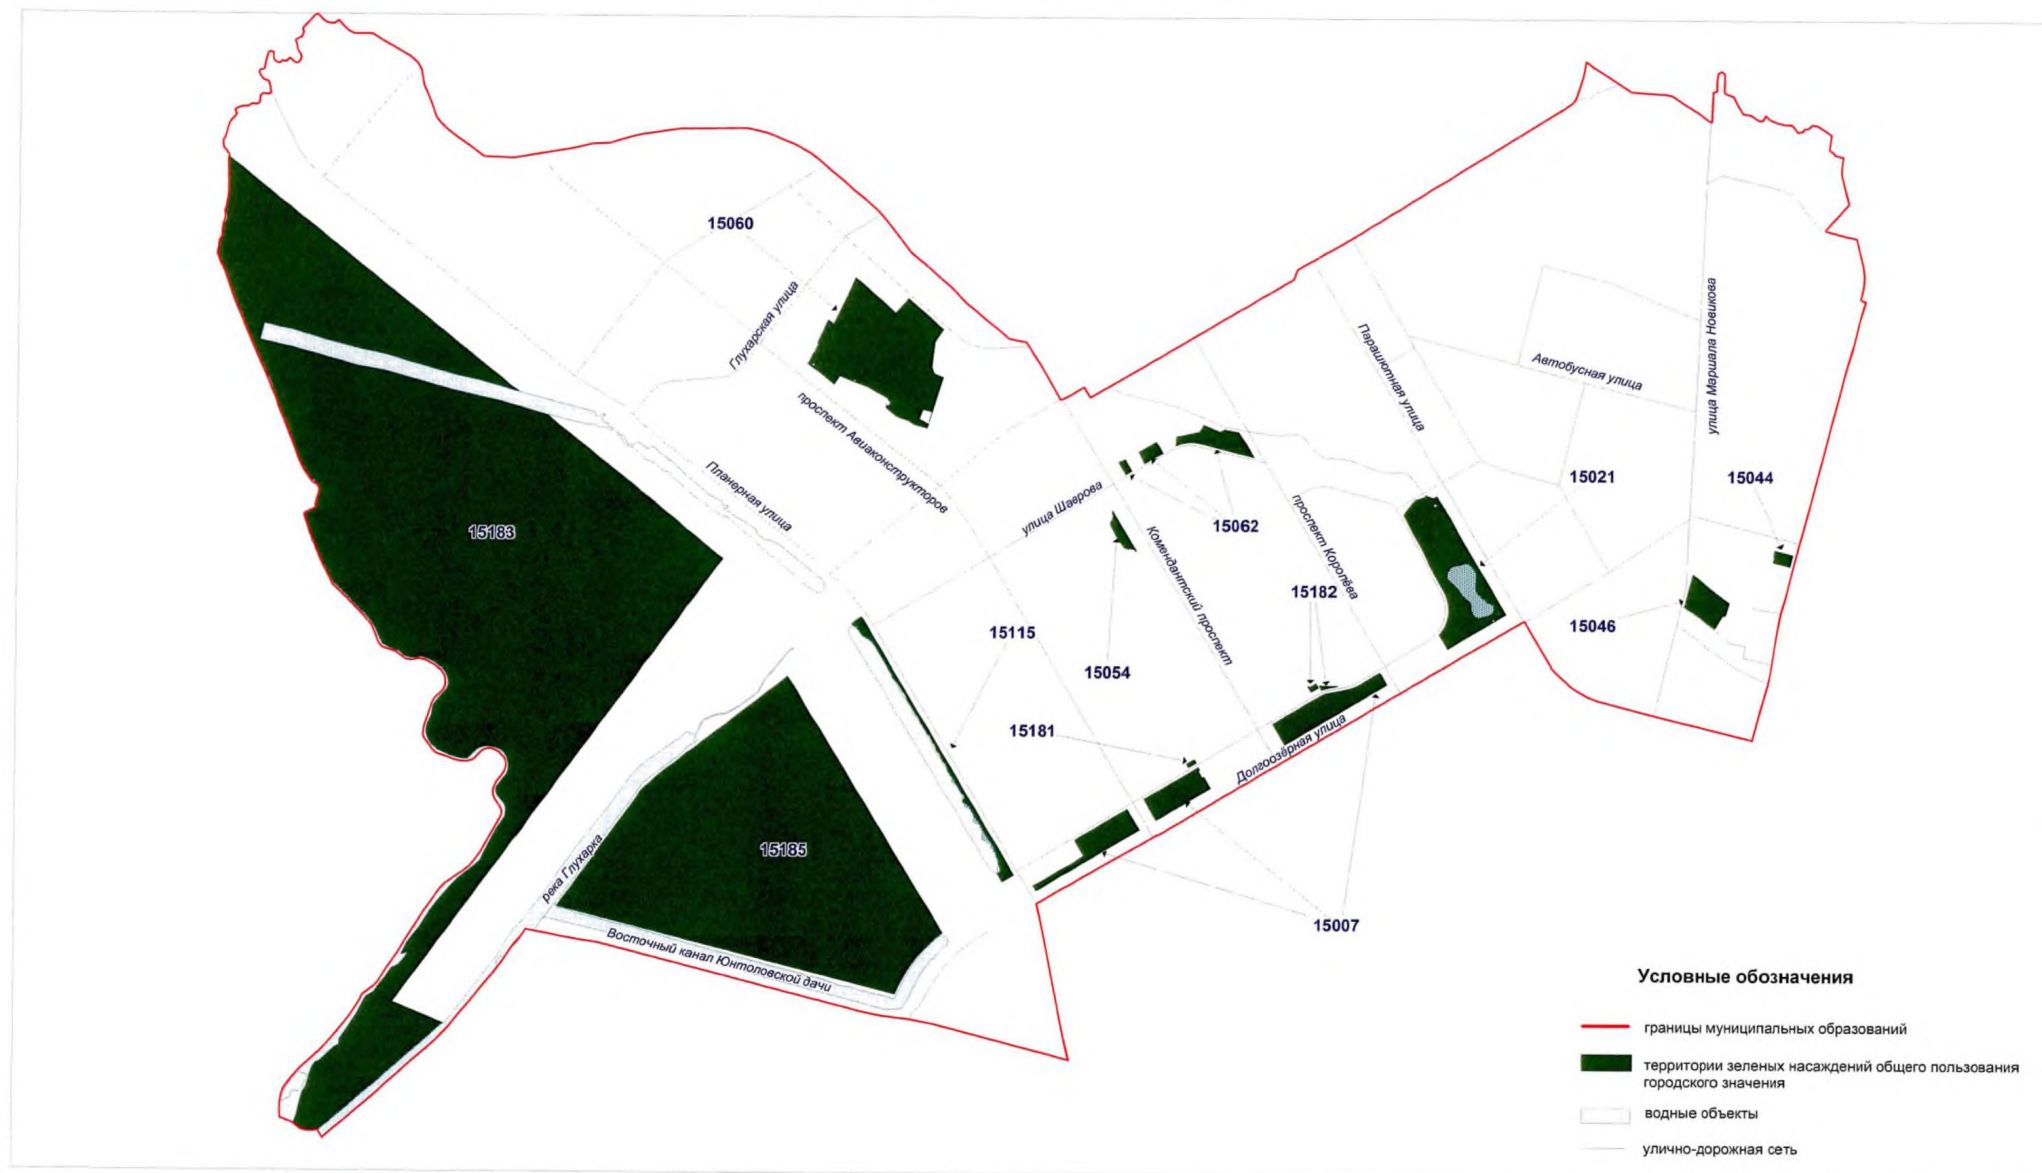 15060
Глухарская улица
проспект Авиаконструкторов
Планерная улица
15183
улица Шаврова
Комендантский проспект
15062
проспект Королёва
Парашютная улица
Автобусная улица
улица Маршала Новикова
15021
15044
15046
15182
15115
15054
15181
Долгоозёрная улица
15185
река Глухарка
Восточный канал Юнтоловской дачи
15007
Условные обозначения
границы муниципальных образований
территории зеленых насаждений общего пользования
городского значения
водные объекты
улично-дорожная сеть